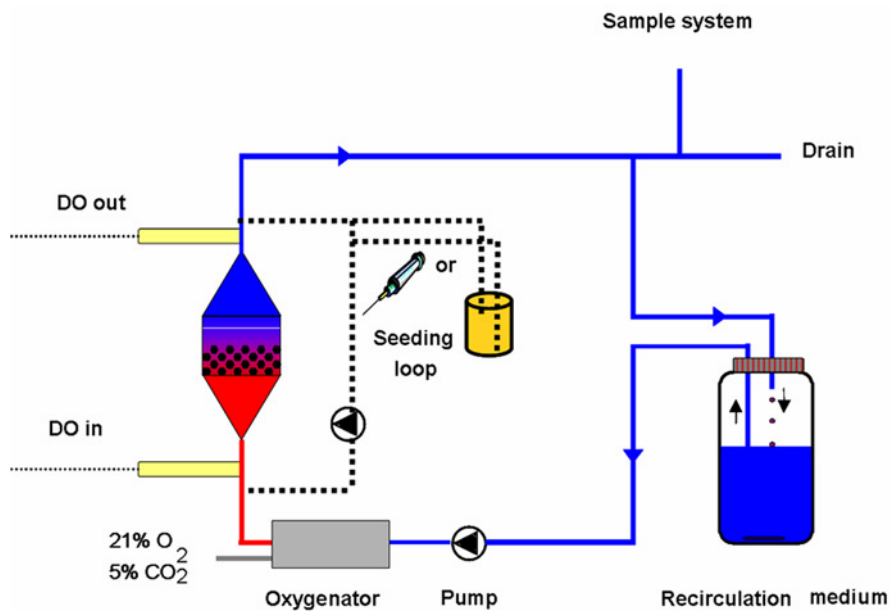 Sample system
Drain
DO out
or
Seeding
loop
DO in
21% O2
5% CO2
Oxygenator
Pump
Recirculation medium